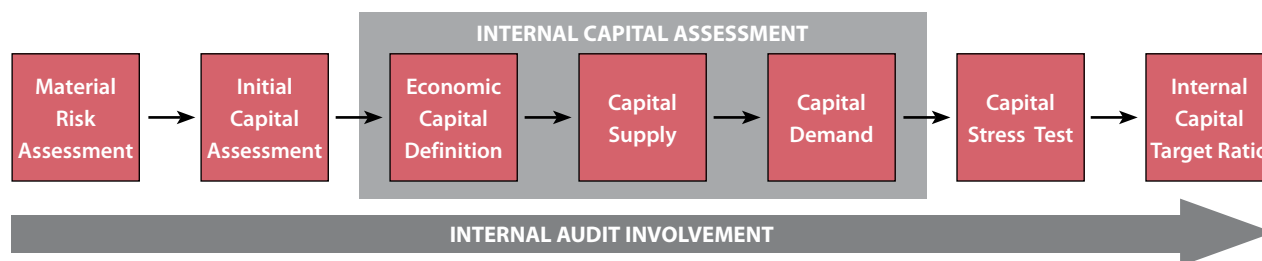 INTERNAL CAPITAL ASSESSMENT
Material
Risk
Assessment
Initial
Capital
Assessment
Economic
Capital
Definition
Capital
Supply
Capital
Demand
Capital
Stress Test
Internal
Capital
Target Ratio
INTERNAL AUDIT INVOLVEMENT